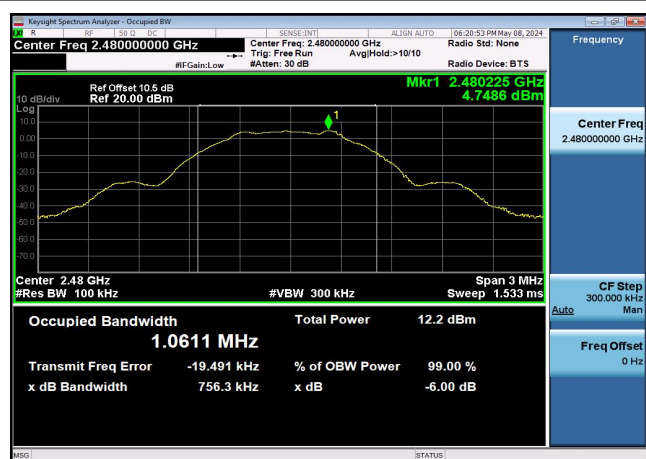 Keysight Spectrum Analyzer - Occupied BW
R RF 50 Ω DC SENSE:INT ALIGN AUTO 06:20:53 PM May 08, 2024
Center Freq 2.480000000 GHz Center Freq: 2.480000000 GHz Radio Std: None Frequency
Trig: Free Run Avg|Hold:>10/10
#IFGain:Low #Atten: 30 dB Radio Device: BTS
Mkr1 2.480225 GHz
Ref Offset 10.5 dB
10 dB/div Ref 20.00 dBm 4.7486 dBm
Log
10.0
0.00
-10.0
-20.0
-30.0
-40.0
-50.0
-60.0
-70.0
1
Center 2.48 GHz Span 3 MHz
#Res BW 100 kHz #VBW 300 kHz Sweep 1.533 ms
Occupied Bandwidth Total Power 12.2 dBm
1.0611 MHz
Transmit Freq Error -19.491 kHz % of OBW Power 99.00 %
x dB Bandwidth 756.3 kHz x dB -6.00 dB
Center Freq
2.480000000 GHz
CF Step
300.000 kHz
Auto Man
Freq Offset
0 Hz
MSG STATUS